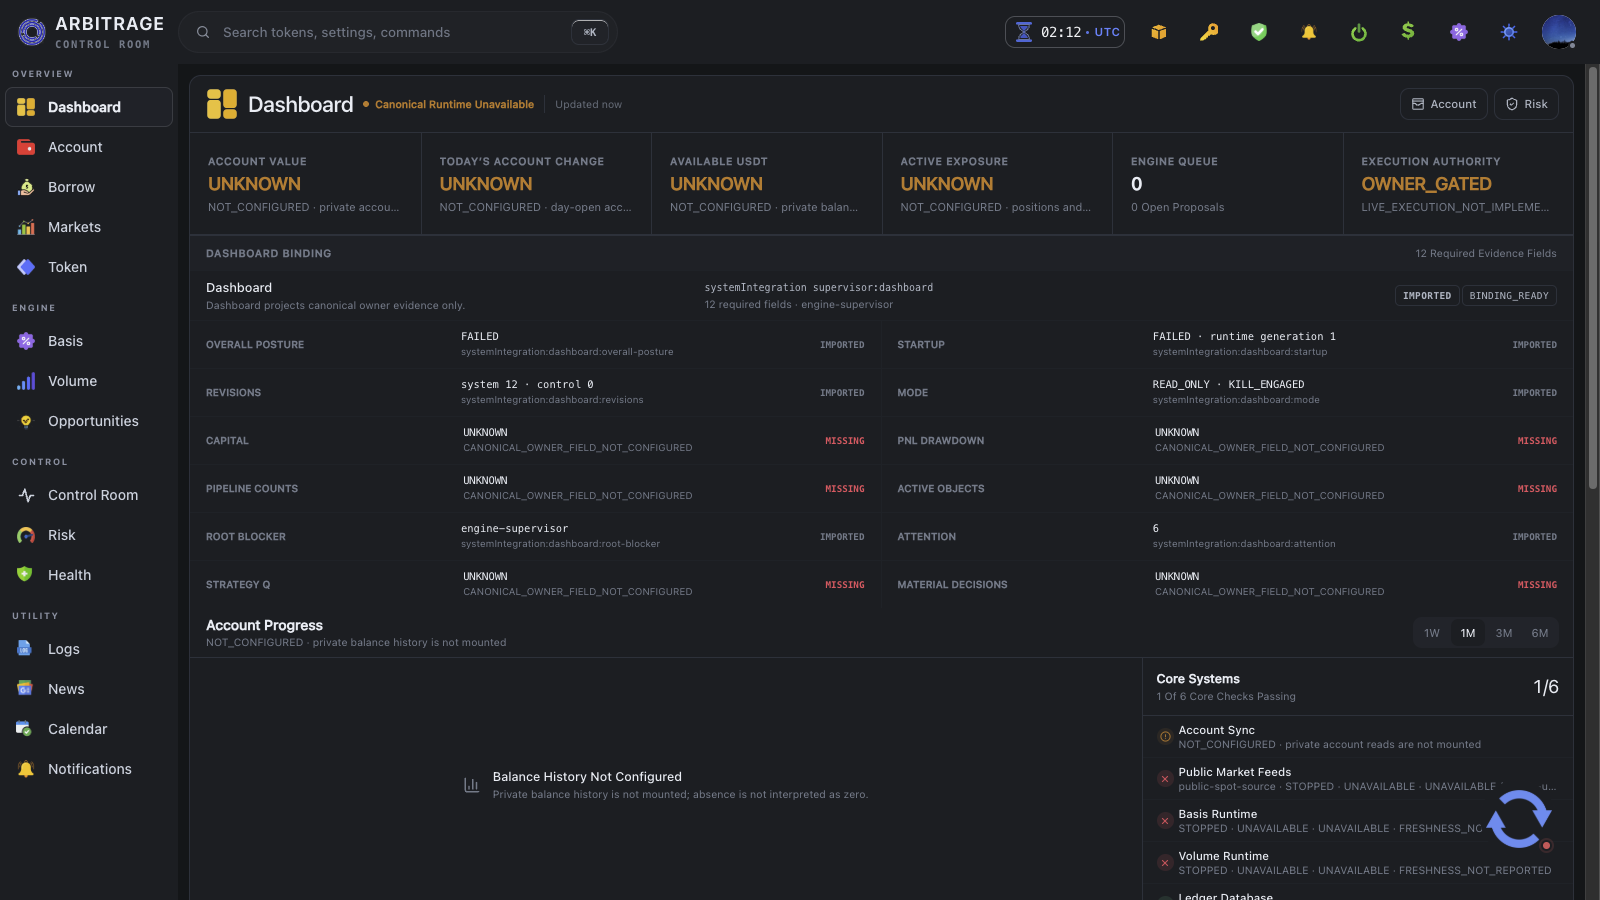 ARBITRAGE
CONTROL ROOM
Search tokens, settings, commands
⌘K
02:12 • UTC
OVERVIEW
Dashboard
Account
Borrow
Markets
Token
ENGINE
Basis
Volume
Opportunities
CONTROL
Control Room
Risk
Health
UTILITY
Logs
News
Calendar
Notifications
Dashboard
Canonical Runtime Unavailable
Updated now
Account
Risk
ACCOUNT VALUE
UNKNOWN
NOT_CONFIGURED · private accou...
TODAY'S ACCOUNT CHANGE
UNKNOWN
NOT_CONFIGURED · day-open acc...
AVAILABLE USDT
UNKNOWN
NOT_CONFIGURED · private balan...
ACTIVE EXPOSURE
UNKNOWN
NOT_CONFIGURED · positions and...
ENGINE QUEUE
0
0 Open Proposals
EXECUTION AUTHORITY
OWNER_GATED
LIVE_EXECUTION_NOT_IMPLEME...
DASHBOARD BINDING
12 Required Evidence Fields
Dashboard
Dashboard projects canonical owner evidence only.
systemIntegration supervisor:dashboard
12 required fields · engine-supervisor
IMPORTED
BINDING_READY
OVERALL POSTURE
FAILED
systemIntegration:dashboard:overall-posture
IMPORTED
STARTUP
FAILED · runtime generation 1
systemIntegration:dashboard:startup
IMPORTED
REVISIONS
system 12 · control 0
systemIntegration:dashboard:revisions
IMPORTED
MODE
READ_ONLY · KILL_ENGAGED
systemIntegration:dashboard:mode
IMPORTED
CAPITAL
UNKNOWN
CANONICAL_OWNER_FIELD_NOT_CONFIGURED
MISSING
PNL DRAWDOWN
UNKNOWN
CANONICAL_OWNER_FIELD_NOT_CONFIGURED
MISSING
PIPELINE COUNTS
UNKNOWN
CANONICAL_OWNER_FIELD_NOT_CONFIGURED
MISSING
ACTIVE OBJECTS
UNKNOWN
CANONICAL_OWNER_FIELD_NOT_CONFIGURED
MISSING
ROOT BLOCKER
engine-supervisor
systemIntegration:dashboard:root-blocker
IMPORTED
ATTENTION
6
systemIntegration:dashboard:attention
IMPORTED
STRATEGY Q
UNKNOWN
CANONICAL_OWNER_FIELD_NOT_CONFIGURED
MISSING
MATERIAL DECISIONS
UNKNOWN
CANONICAL_OWNER_FIELD_NOT_CONFIGURED
MISSING
Account Progress
NOT_CONFIGURED · private balance history is not mounted
1W
1M
3M
6M
Balance History Not Configured
Private balance history is not mounted; absence is not interpreted as zero.
Core Systems
1 Of 6 Core Checks Passing
1/6
Account Sync
NOT_CONFIGURED · private account reads are not mounted
Public Market Feeds
public-spot-source · STOPPED · UNAVAILABLE · UNAVAILABLE
Basis Runtime
STOPPED · UNAVAILABLE · UNAVAILABLE · FRESHNESS_NO
Volume Runtime
STOPPED · UNAVAILABLE · UNAVAILABLE · FRESHNESS_NOT_REPORTED
Ledger Database